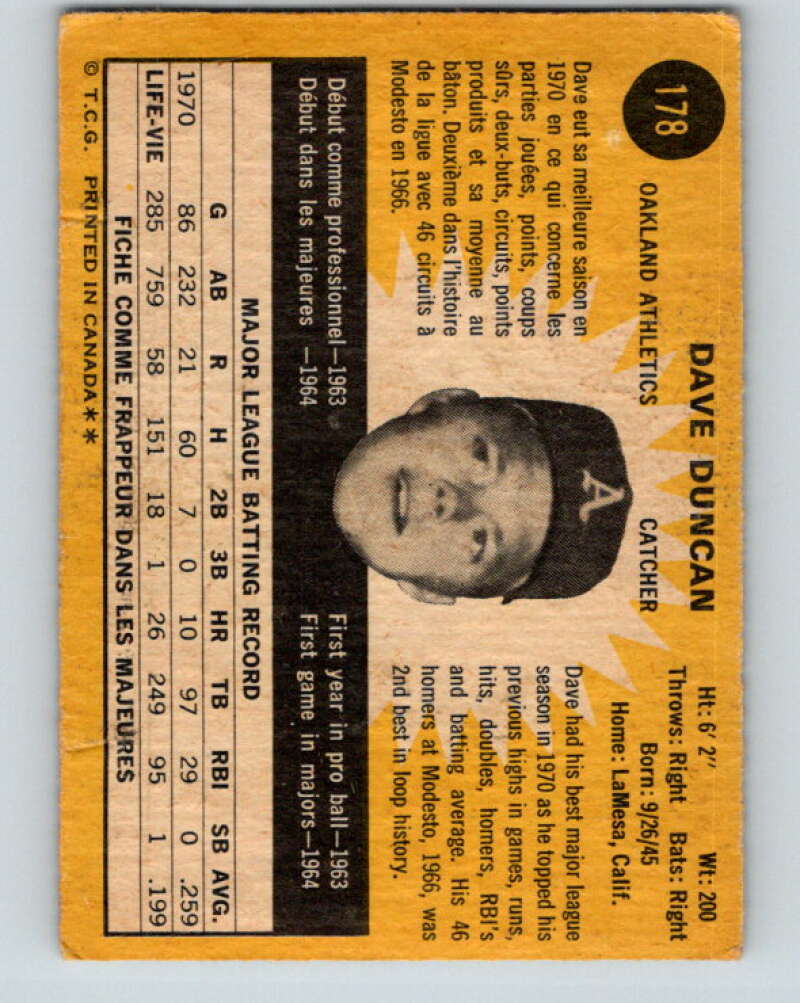 178
DAVE DUNCAN
OAKLAND ATHLETICS CATCHER
Ht: 6' 2" Wt: 200
Throws: Right Bats: Right
Born: 9/26/45
Home: LaMesa, Calif.
Dave eut sa meilleure saison en
1970 en ce qui concerne les
parties jouées, points, coups
sûrs, deux-buts, circuits, points
produits et sa moyenne au
bâton. Deuxième dans l'histoire
de la ligue avec 46 circuits à
Modesto en 1966.
A
Dave had his best major league
season in 1970 as he topped his
previous highs in games, runs,
hits, doubles, homers, RBI's
and batting average. His 46
homers at Modesto, 1966, was
2nd best in loop history.
Début comme professionnel—1963
Début dans les majeures —1964
First year in pro ball—1963
First game in majors—1964
MAJOR LEAGUE BATTING RECORD
G AB R H 2B 3B HR TB RBI SB AVG.
1970 86 232 21 60 7 0 10 97 29 0 .259
LIFE-VIE 285 759 58 151 18 1 26 249 95 1 .199
FICHE COMME FRAPPEUR DANS LES MAJEURES
© T.C.G. PRINTED IN CANADA**